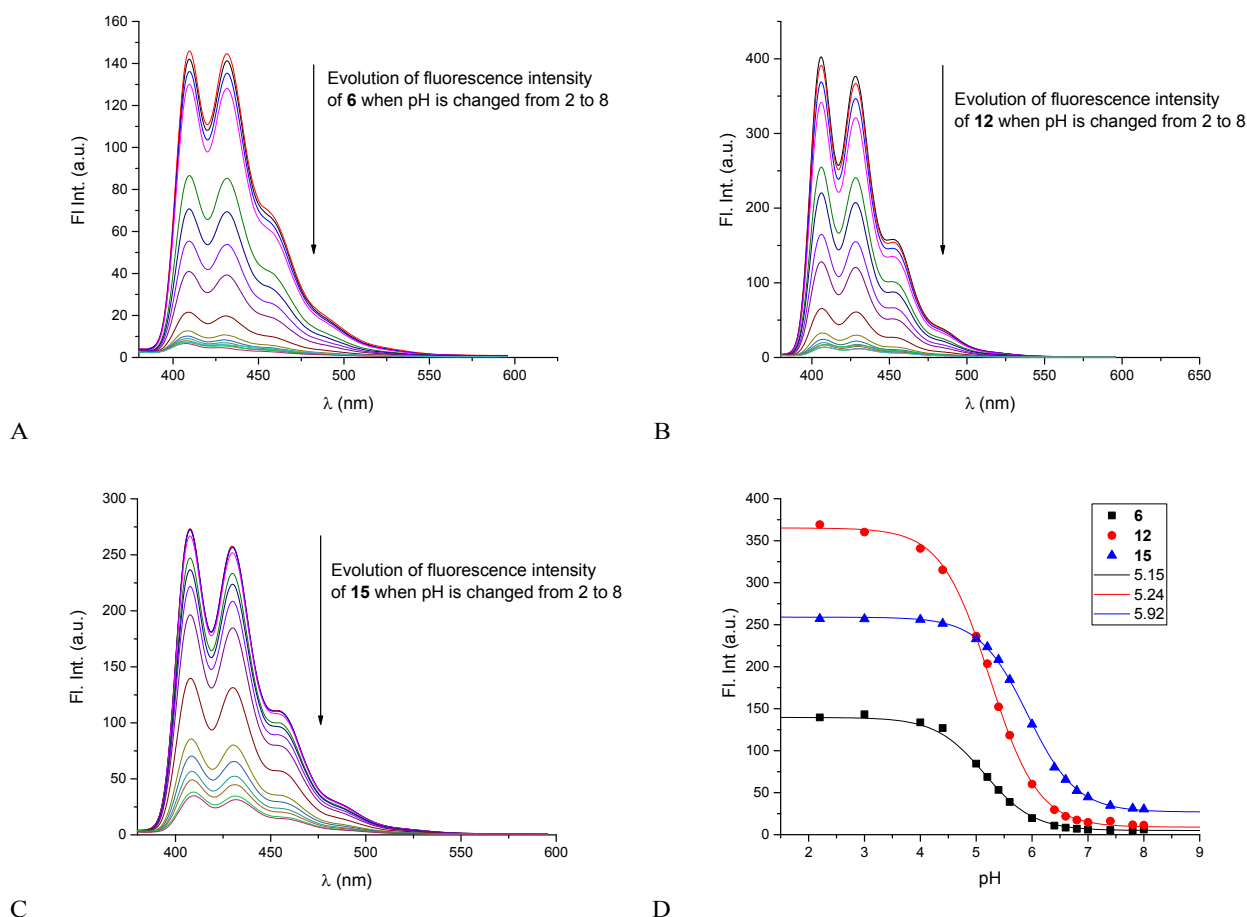 160
140
120
100
80
60
40
20
0
Fl Int. (a.u.)
400 450 500 550 600
λ (nm)
Evolution of fluorescence intensity
of 6 when pH is changed from 2 to 8
A
400
300
200
100
0
Fl. Int. (a.u.)
400 450 500 550 600 650
λ (nm)
Evolution of fluorescence intensity
of 12 when pH is changed from 2 to 8
B
300
250
200
150
100
50
0
Fl. Int. (a.u.)
400 450 500 550 600
λ (nm)
Evolution of fluorescence intensity
of 15 when pH is changed from 2 to 8
C
400
350
300
250
200
150
100
50
0
Fl. Int (a.u.)
2 3 4 5 6 7 8 9
pH
6
12
15
5.15
5.24
5.92
D